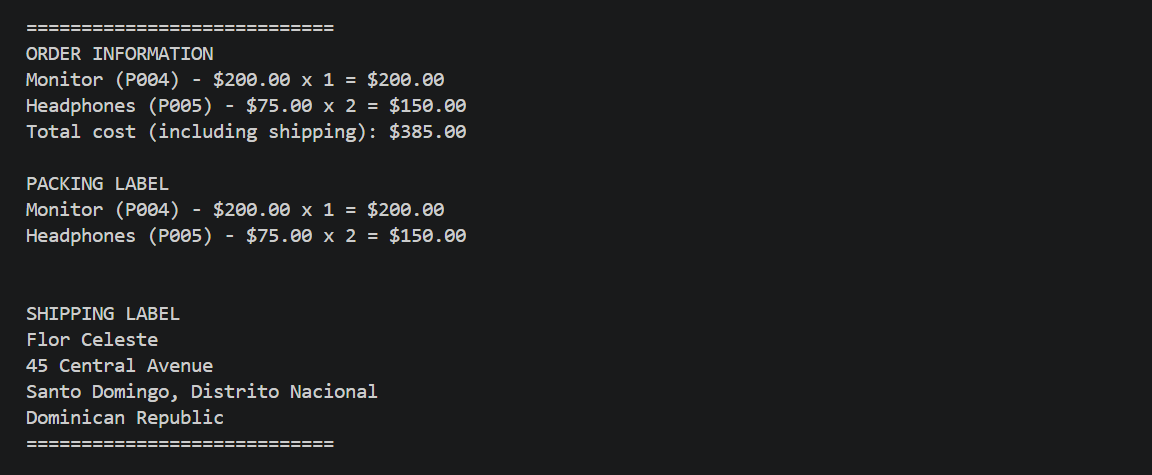 ============================
ORDER INFORMATION
Monitor (P004) - $200.00 x 1 = $200.00
Headphones (P005) - $75.00 x 2 = $150.00
Total cost (including shipping): $385.00
PACKING LABEL
Monitor (P004) - $200.00 x 1 = $200.00
Headphones (P005) - $75.00 x 2 = $150.00
SHIPPING LABEL
Flor Celeste
45 Central Avenue
Santo Domingo, Distrito Nacional
Dominican Republic
============================